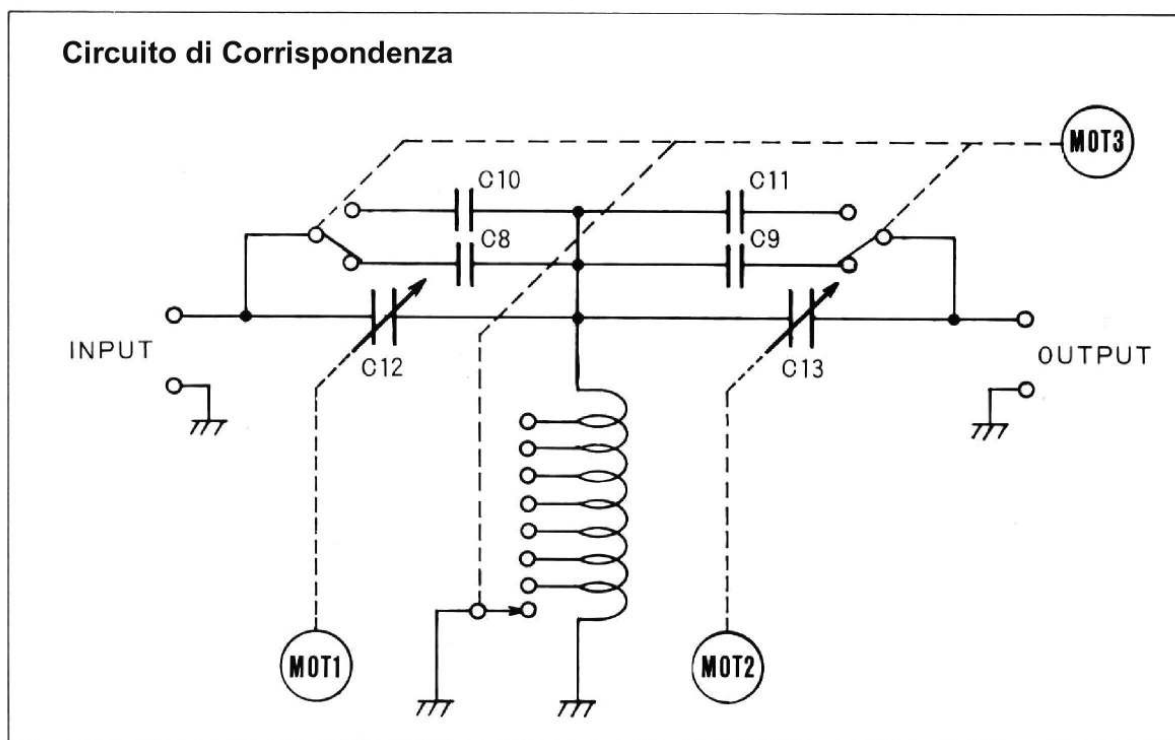 Circuito di Corrispondenza
MOT3
C10
C11
C8
C9
INPUT
C12
C13
OUTPUT
MOT1
MOT2